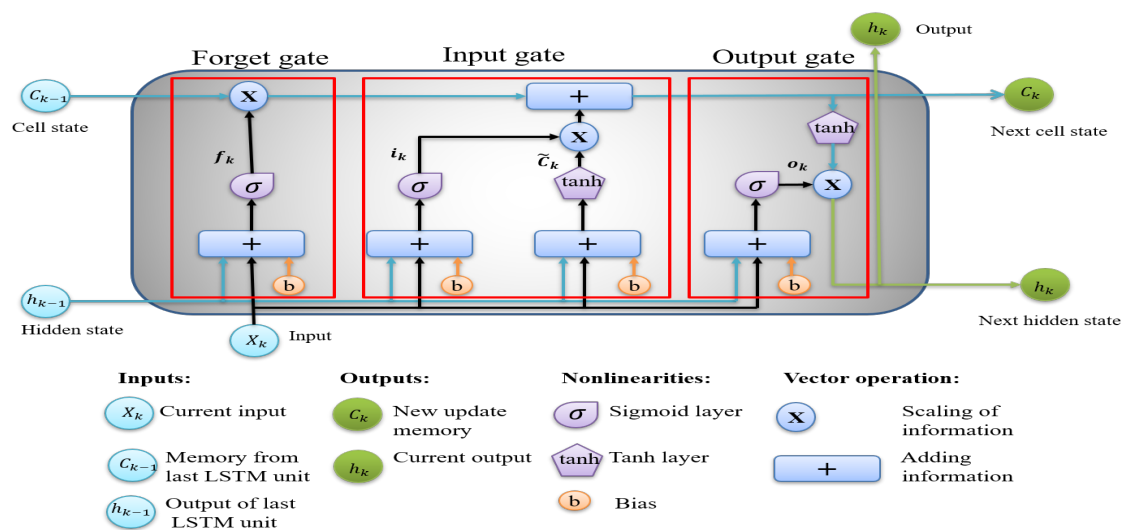 h_k Output
Forget gate Input gate Output gate
C_{k-1} X + C_k
Cell state tanh Next cell state
X
f_k i_k C̃_k o_k
σ σ tanh σ X
+ + + +
b b b b
h_{k-1} h_k
Hidden state Next hidden state
X_k Input
Inputs: Outputs: Nonlinearities: Vector operation:
X_k Current input
C_k New update
memory
σ Sigmoid layer
X Scaling of
information
C_{k-1} Memory from
last LSTM unit
h_k Current output
tanh Tanh layer
+ Adding
information
h_{k-1} Output of last
LSTM unit
b Bias